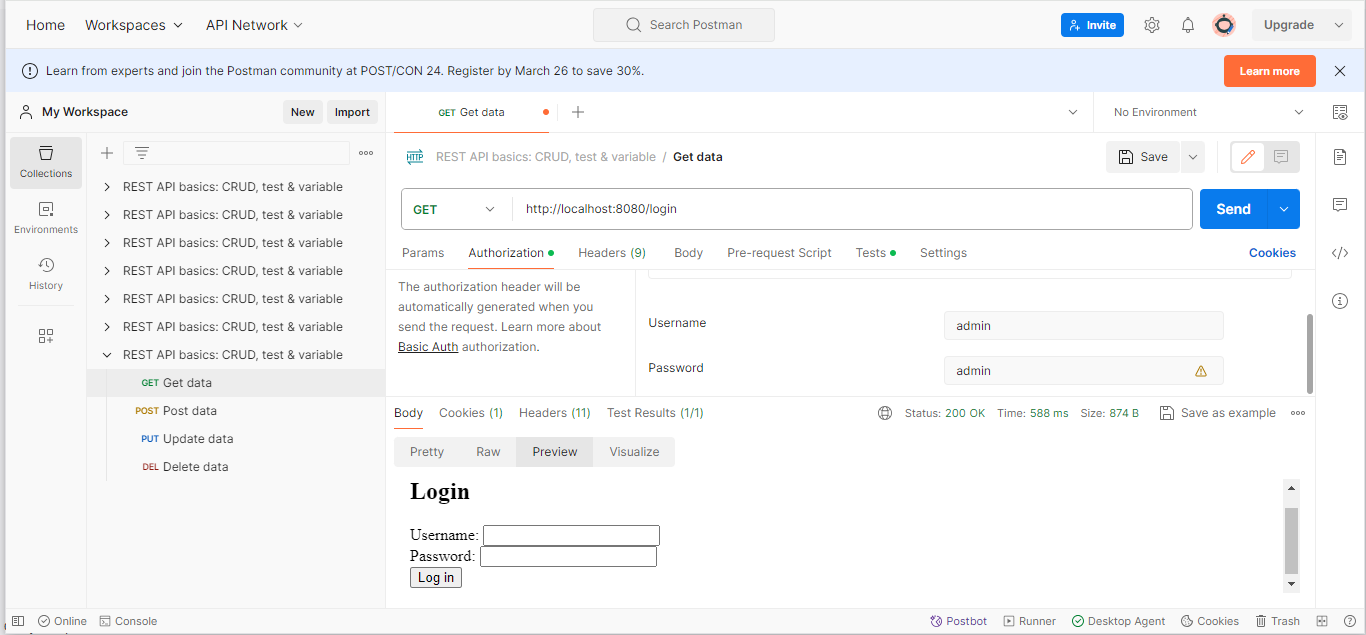 Home Workspaces API Network Search Postman Invite Upgrade
Learn from experts and join the Postman community at POST/CON 24. Register by March 26 to save 30%. Learn more
My Workspace New Import GET Get data No Environment
Collections
Environments
History
REST API basics: CRUD, test & variable
REST API basics: CRUD, test & variable
REST API basics: CRUD, test & variable
REST API basics: CRUD, test & variable
REST API basics: CRUD, test & variable
REST API basics: CRUD, test & variable
REST API basics: CRUD, test & variable
GET Get data
POST Post data
PUT Update data
DEL Delete data
HTTP REST API basics: CRUD, test & variable / Get data Save
GET http://localhost:8080/login Send
Params Authorization Headers (9) Body Pre-request Script Tests Settings Cookies
The authorization header will be
automatically generated when you
send the request. Learn more about
Basic Auth authorization.
Username admin
Password admin
Body Cookies (1) Headers (11) Test Results (1/1) Status: 200 OK Time: 588 ms Size: 874 B Save as example
Pretty Raw Preview Visualize
Login
Username:
Password:
Log in
Online Console Postbot Runner Desktop Agent Cookies Trash